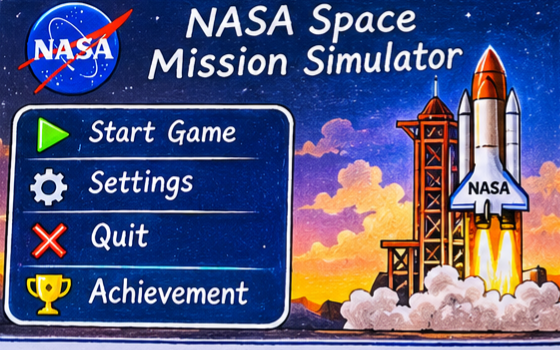 NASA
NASA Space
Mission Simulator
Start Game
Settings
Quit
Achievement
NASA